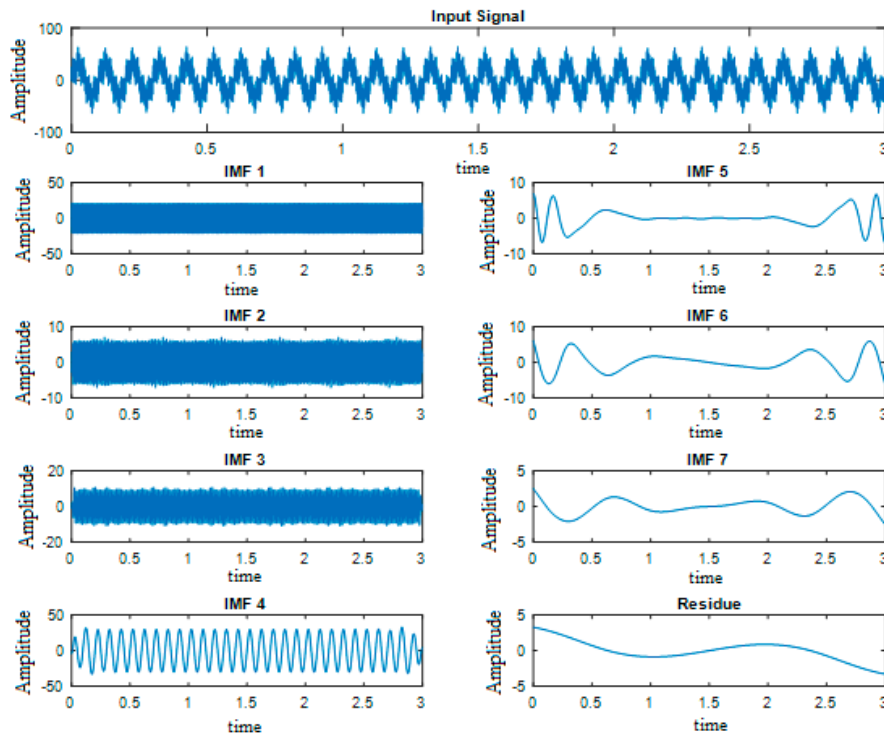 Input Signal
Amplitude
100
0
-100
0 0.5 1 1.5 2 2.5 3
time
IMF 1
Amplitude
50
0
-50
0 0.5 1 1.5 2 2.5 3
time
IMF 5
Amplitude
10
0
-10
0 0.5 1 1.5 2 2.5 3
time
IMF 2
Amplitude
10
0
-10
0 0.5 1 1.5 2 2.5 3
time
IMF 6
Amplitude
10
0
-10
0 0.5 1 1.5 2 2.5 3
time
IMF 3
Amplitude
20
0
-20
0 0.5 1 1.5 2 2.5 3
time
IMF 7
Amplitude
5
0
-5
0 0.5 1 1.5 2 2.5 3
time
IMF 4
Amplitude
50
0
-50
0 0.5 1 1.5 2 2.5 3
time
Residue
Amplitude
5
0
-5
0 0.5 1 1.5 2 2.5 3
time